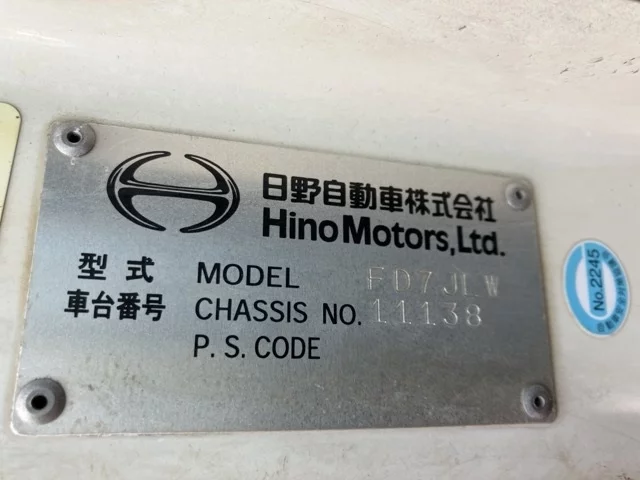 日野自動車株式会社
Hino Motors, Ltd.
型式 MODEL FD7JLW
車台番号 CHASSIS NO. 11138
P. S. CODE
No.2245